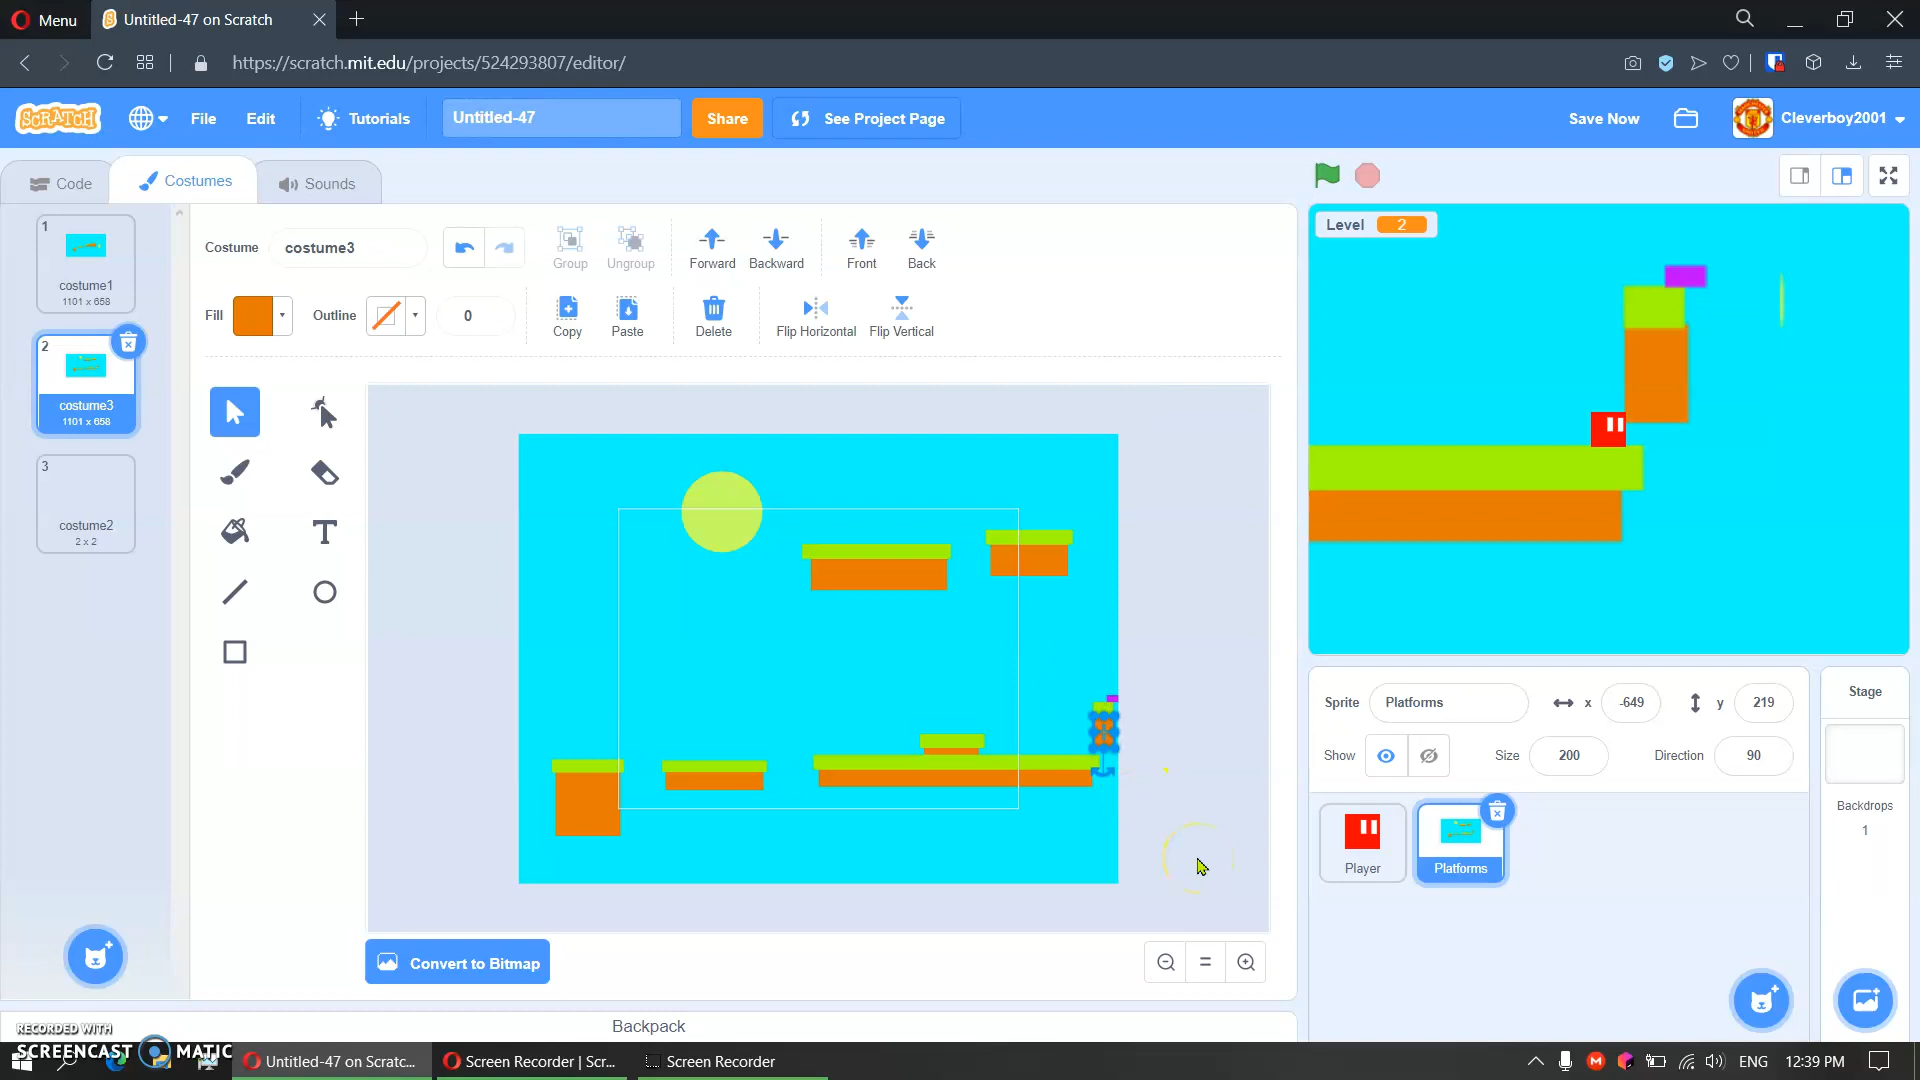 Menu
Untitled-47 on Scratch
https://scratch.mit.edu/projects/524293807/editor/
SCRATCH
File
Edit
Tutorials
Untitled-47
Share
See Project Page
Save Now
Cleverboy2001
Code
Costumes
Sounds
1
costume1
1101 x 658
2
costume3
1101 x 658
3
costume2
2 x 2
Costume
costume3
Group
Ungroup
Forward
Backward
Front
Back
Fill
Outline
0
Copy
Paste
Delete
Flip Horizontal
Flip Vertical
T
Convert to Bitmap
Backpack
Level 2
Sprite
Platforms
x
-649
y
219
Show
Size
200
Direction
90
Player
Platforms
Stage
Backdrops
1
RECORDED WITH
SCREENCAST MATIC
Untitled-47 on Scratc...
Screen Recorder | Scr...
Screen Recorder
ENG
12:39 PM